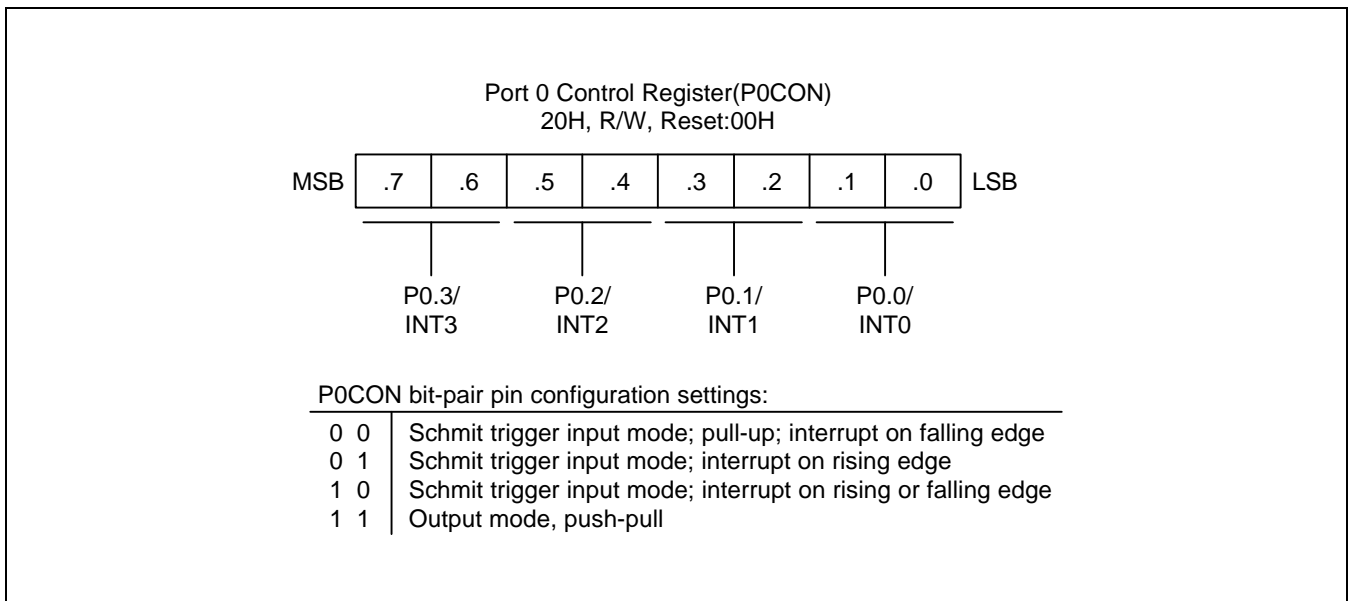 Port 0 Control Register(P0CON)
20H, R/W, Reset:00H
MSB .7 .6 .5 .4 .3 .2 .1 .0 LSB
P0.3/ P0.2/ P0.1/ P0.0/
INT3 INT2 INT1 INT0
P0CON bit-pair pin configuration settings:
0 0 Schmit trigger input mode; pull-up; interrupt on falling edge
0 1 Schmit trigger input mode; interrupt on rising edge
1 0 Schmit trigger input mode; interrupt on rising or falling edge
1 1 Output mode, push-pull